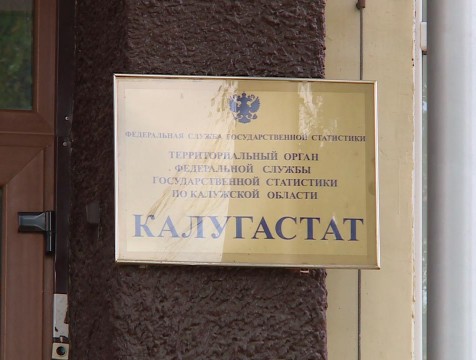 ФЕДЕРАЛЬНАЯ СЛУЖБА ГОСУДАРСТВЕННОЙ СТАТИСТИКИ
ТЕРРИТОРИАЛЬНЫЙ ОРГАН
ФЕДЕРАЛЬНОЙ СЛУЖБЫ
ГОСУДАРСТВЕННОЙ СТАТИСТИКИ
ПО КАЛУЖСКОЙ ОБЛАСТИ
КАЛУГАСТАТ